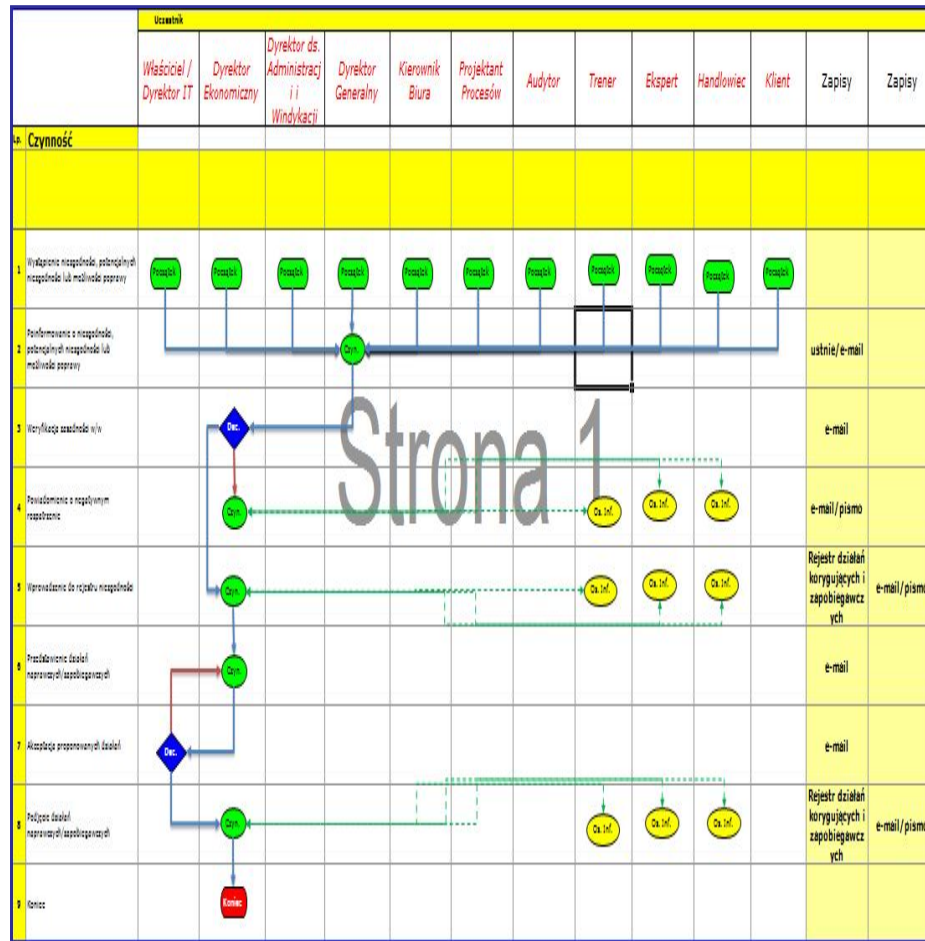 Uczestnik
Właściciel /
Dyrektor IT
Dyrektor
Ekonomiczny
Dyrektor ds.
Administracj
i i
Windykacji
Dyrektor
Generalny
Kierownik
Biura
Projektant
Procesów
Audytor
Trener
Ekspert
Handlowiec
Klient
Zapisy
Zapisy
Lp.
Czynność
1
Wystąpienie niezgodności, potencjalnych
niezgodności lub możliwości poprawy
Początek
Początek
Początek
Początek
Początek
Początek
Początek
Początek
Początek
Początek
Początek
2
Poinformowanie o niezgodności,
potencjalnych niezgodności lub
możliwości poprawy
Czyn.
ustnie/e-mail
3
Weryfikacja zasadności w/w
Dec.
e-mail
Strona 1
4
Powiadomienie o negatywnym
rozpatrzeniu
Czyn.
Os. Inf.
Os. Inf.
Os. Inf.
e-mail/pismo
5
Wprowadzenie do rejestru niezgodności
Czyn.
Os. Inf.
Os. Inf.
Os. Inf.
Rejestr działań
korygujących i
zapobiegawcz
ych
e-mail/pismo
6
Przedstawienie działań
naprawczych/zapobiegawczych
Czyn.
e-mail
7
Akceptacja proponowanych działań
Dec.
e-mail
8
Podjęcie działań
naprawczych/zapobiegawczych
Czyn.
Os. Inf.
Os. Inf.
Os. Inf.
Rejestr działań
korygujących i
zapobiegawcz
ych
e-mail/pismo
9
Koniec
Koniec